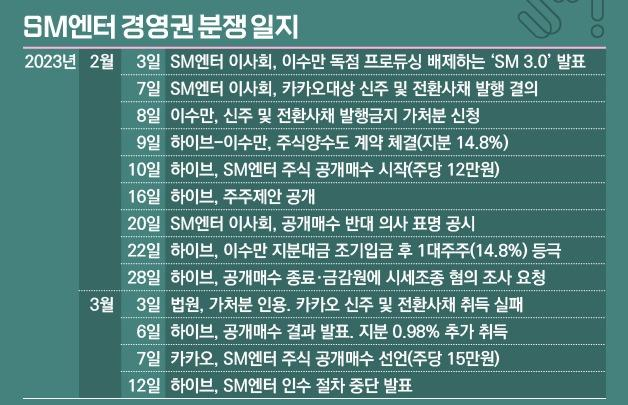 SM엔터 경영권 분쟁 일지
2023년 2월 3일 SM엔터 이사회, 이수만 독점 프로듀싱 배제하는 ‘SM 3.0’ 발표
7일 SM엔터 이사회, 카카오대상 신주 및 전환사채 발행 결의
8일 이수만, 신주 및 전환사채 발행금지 가처분 신청
9일 하이브-이수만, 주식양수도 계약 체결(지분 14.8%)
10일 하이브, SM엔터 주식 공개매수 시작(주당 12만원)
16일 하이브, 주주제안 공개
20일 SM엔터 이사회, 공개매수 반대 의사 표명 공시
22일 하이브, 이수만 지분대금 조기입금 후 1대주주(14.8%) 등극
28일 하이브, 공개매수 종료·금감원에 시세조종 혐의 조사 요청
3월 3일 법원, 가처분 인용. 카카오 신주 및 전환사채 취득 실패
6일 하이브, 공개매수 결과 발표. 지분 0.98% 추가 취득
7일 카카오, SM엔터 주식 공개매수 선언(주당 15만원)
12일 하이브, SM엔터 인수 절차 중단 발표